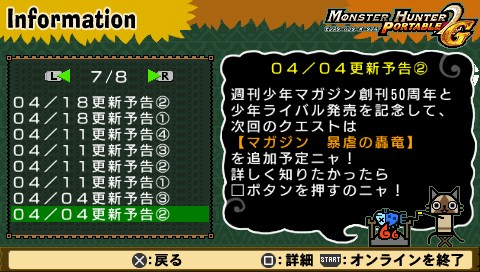 Information
MONSTER HUNTER
PORTABLE 2nd G
L 7/8 R
04/18更新予告②
04/18更新予告①
04/11更新予告④
04/11更新予告③
04/11更新予告②
04/11更新予告①
04/04更新予告③
04/04更新予告②
04/04更新予告②
週刊少年マガジン創刊50周年と
少年ライバル発売を記念して、
次回のクエストは
【マガジン 暴虐の轟竜】
を追加予定ニャ!
詳しく知りたかったら
□ボタンを押すのニャ!
×:戻る
□:詳細 START:オンラインを終了